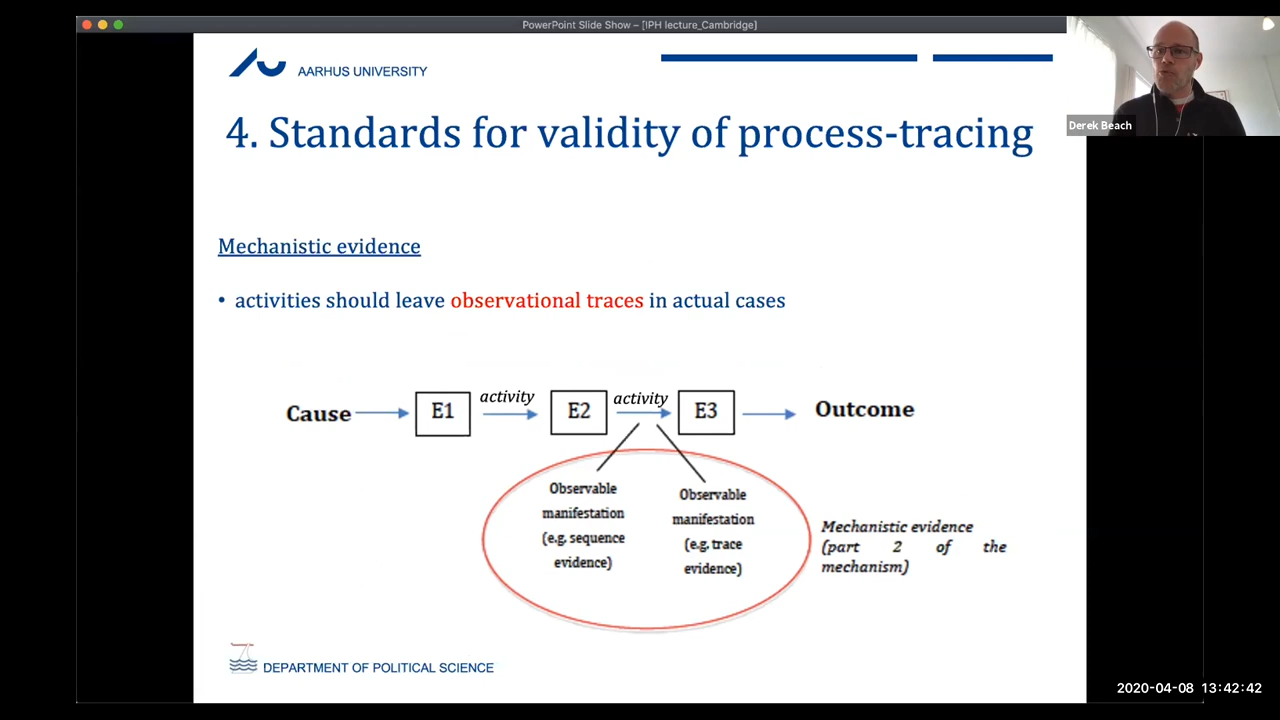 PowerPoint Slide Show – [IPH lecture_Cambridge]
AARHUS UNIVERSITY
Derek Beach
4. Standards for validity of process-tracing
Mechanistic evidence
• activities should leave observational traces in actual cases
activity
activity
Cause
E1
E2
E3
Outcome
Observable
manifestation
(e.g. sequence
evidence)
Observable
manifestation
(e.g. trace
evidence)
Mechanistic evidence
(part 2 of the
mechanism)
DEPARTMENT OF POLITICAL SCIENCE
2020-04-08 13:42:42